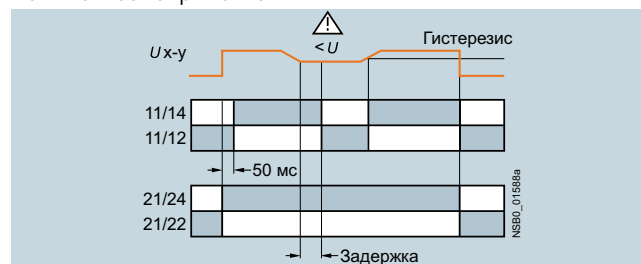 < U
Гистерезис
U x-y
11/14
11/12
50 мс
21/24
21/22
NSB0_01588a
Задержка